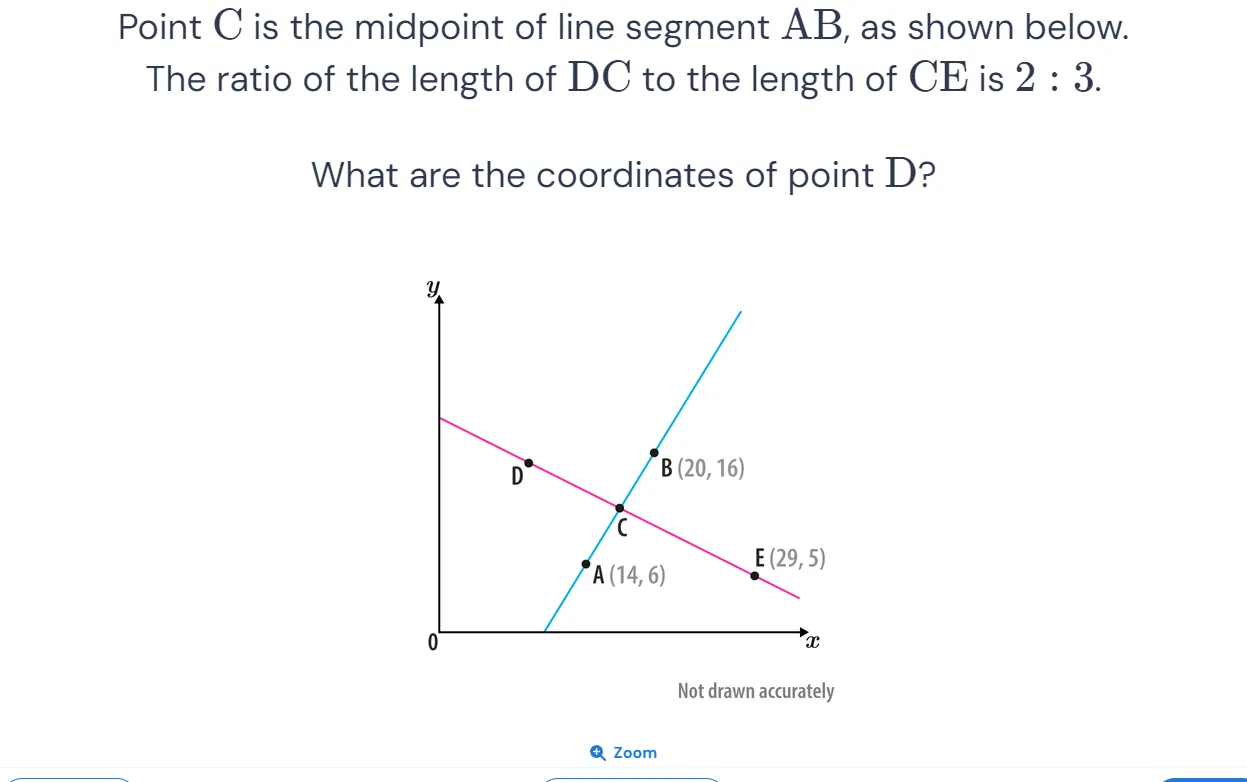 Point C is the midpoint of line segment AB, as shown below.
The ratio of the length of DC to the length of CE is 2 : 3.
What are the coordinates of point D?
y
B (20, 16)
D
C
E (29, 5)
A (14, 6)
0
x
Not drawn accurately
Zoom